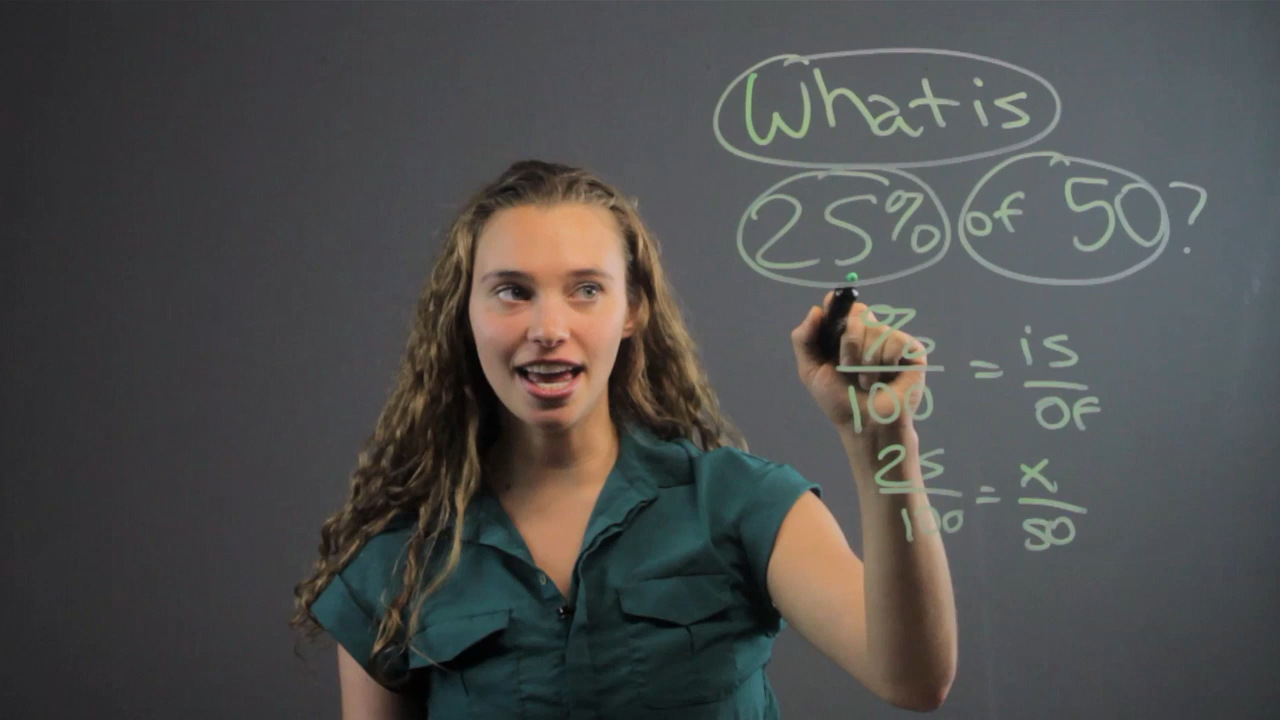 What is
25% of 50?
% = is
100 OF
25 = x
100 50